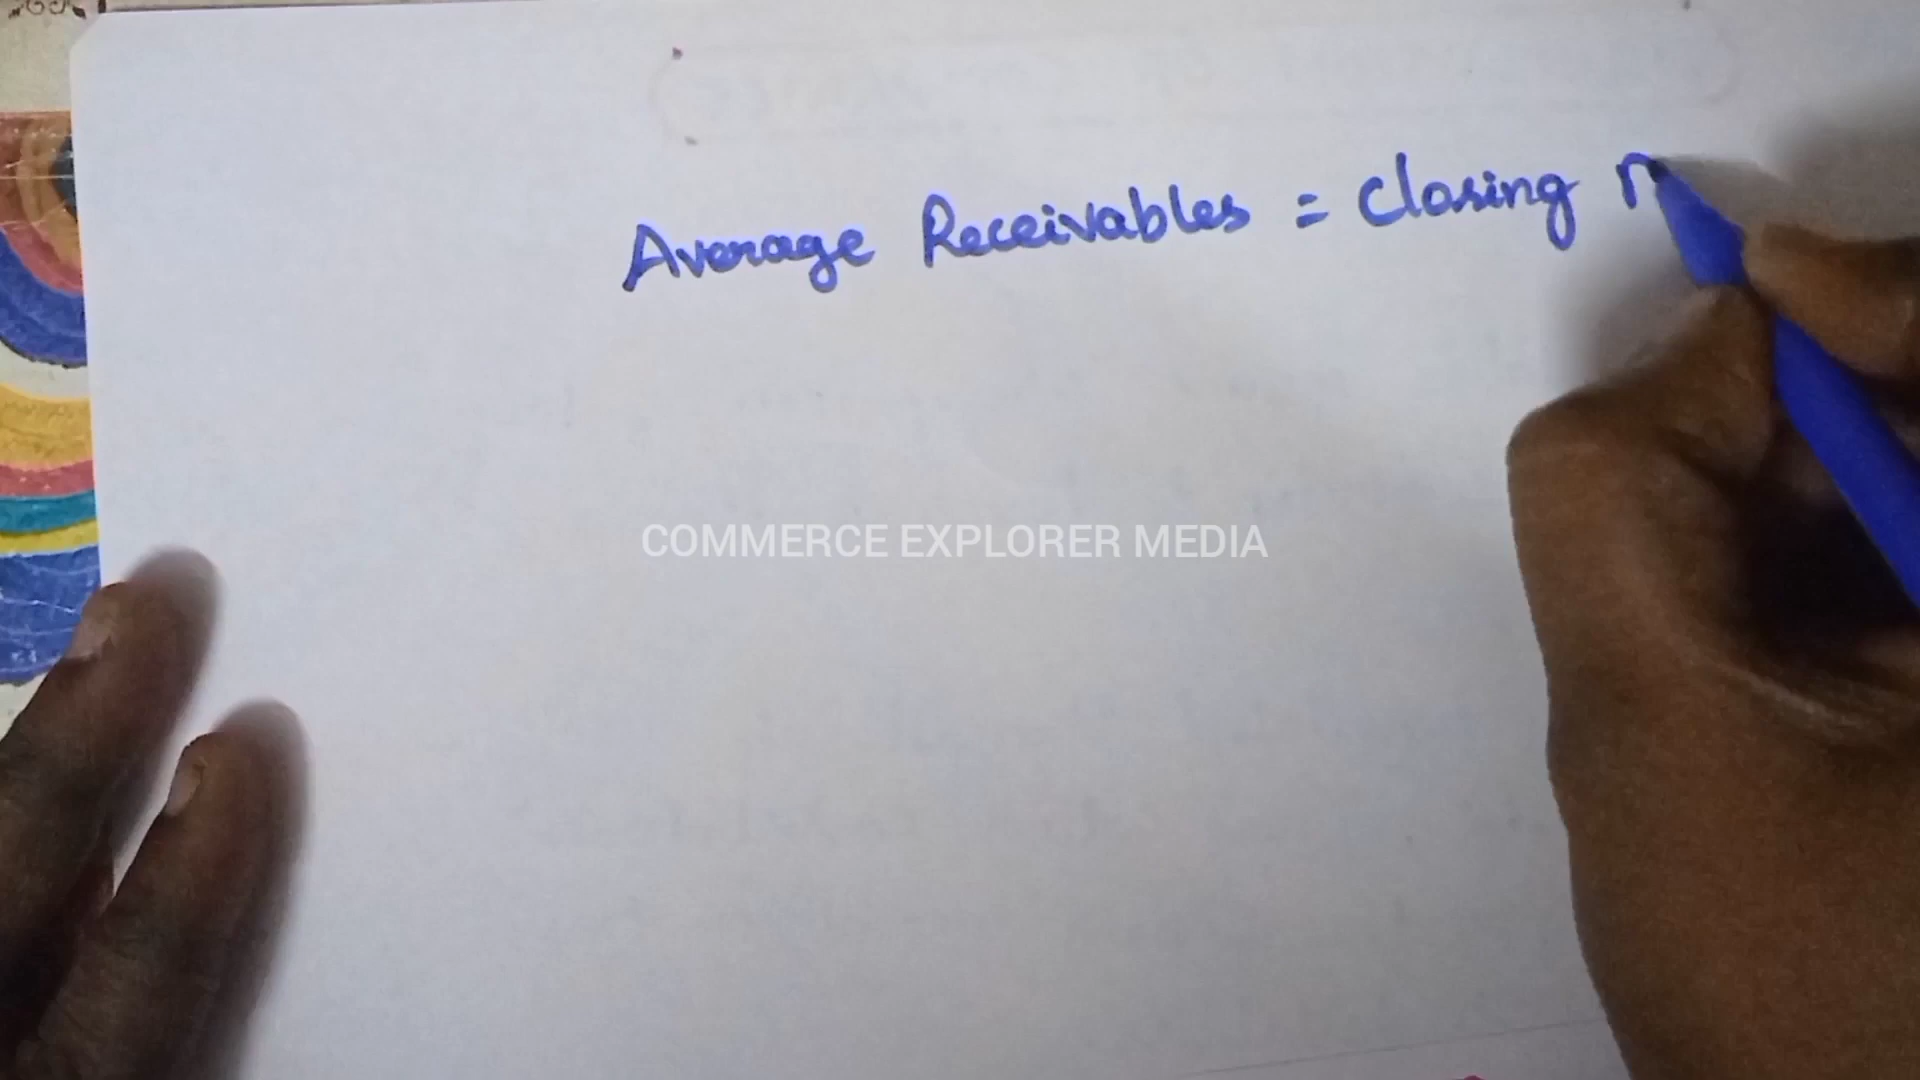 Average Receivables = Closing r
COMMERCE EXPLORER MEDIA